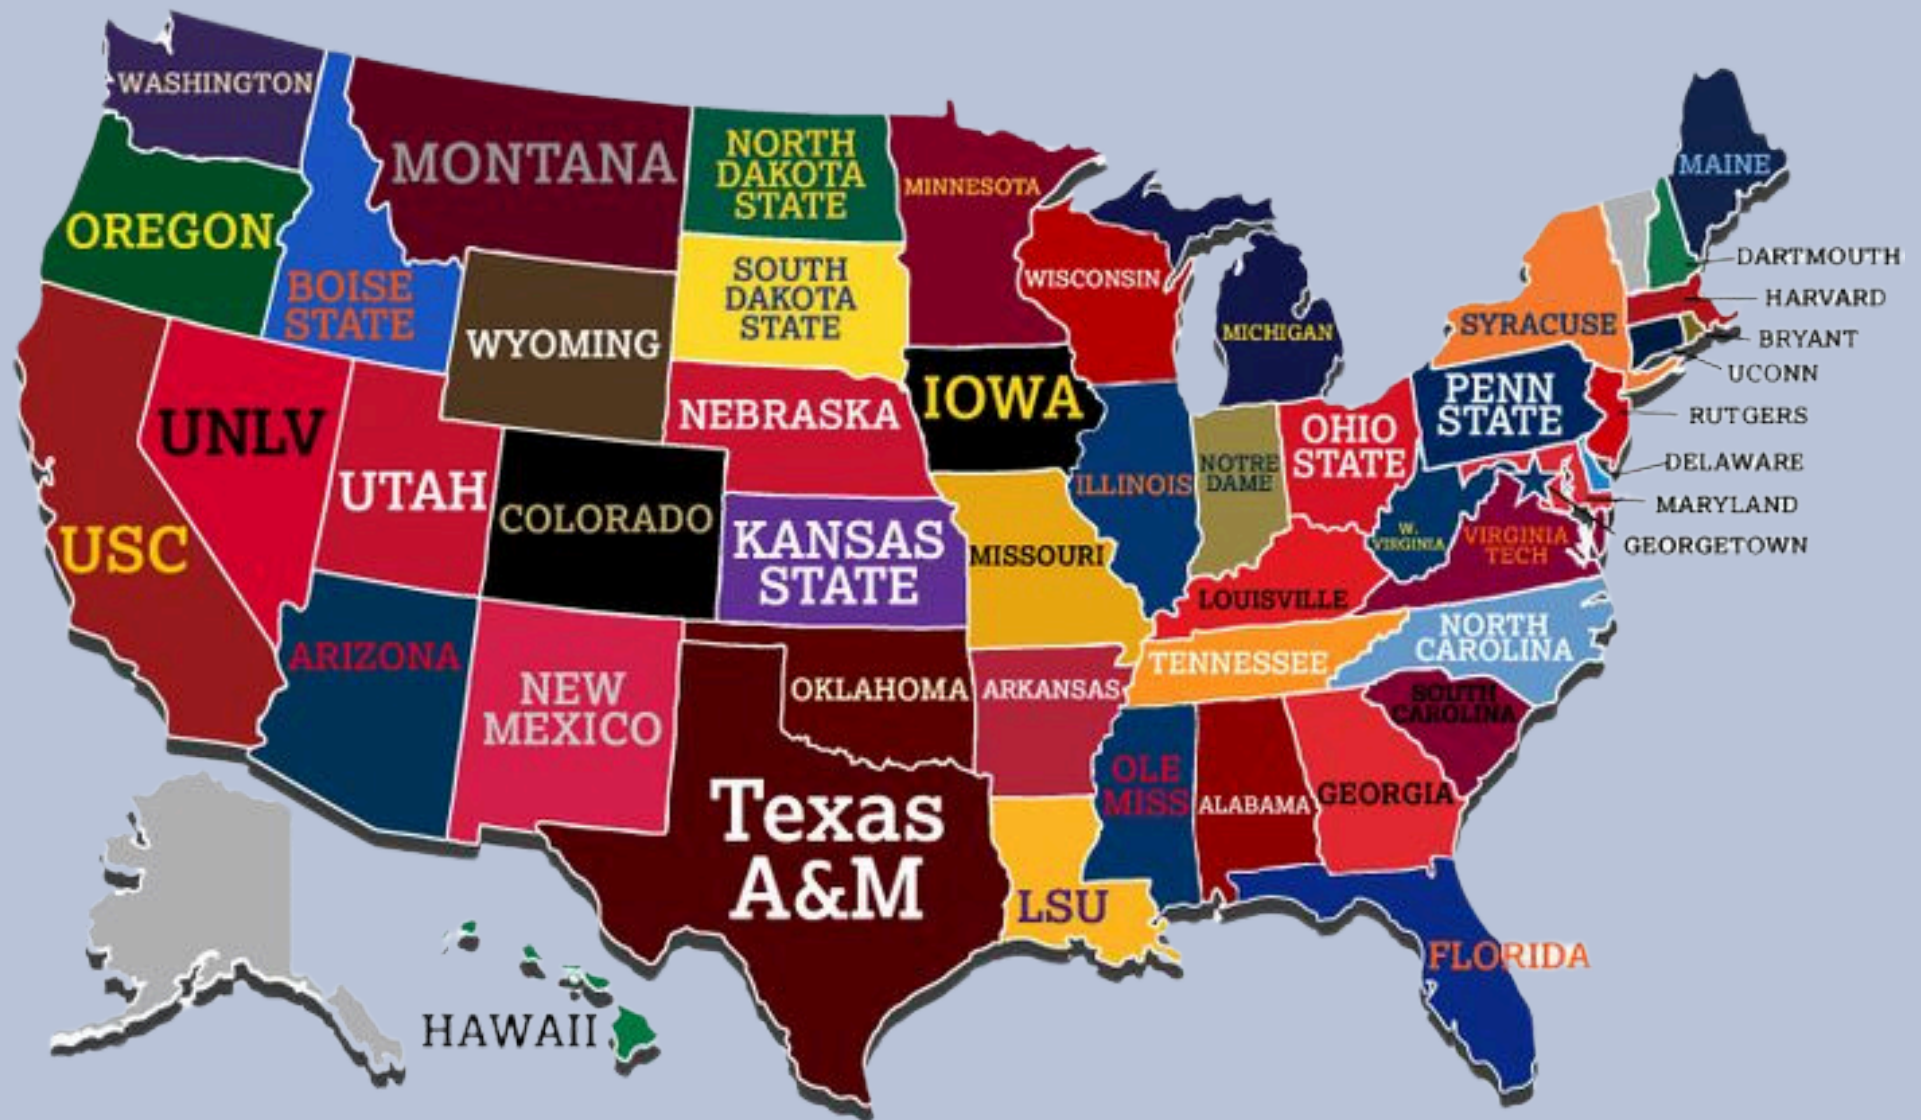 WASHINGTON
OREGON
BOISE
STATE
MONTANA
WYOMING
NORTH
DAKOTA
STATE
SOUTH
DAKOTA
STATE
MINNESOTA
WISCONSIN
MICHIGAN
MAINE
DARTMOUTH
HARVARD
BRYANT
UCONN
RUTGERS
DELAWARE
MARYLAND
GEORGETOWN
SYRACUSE
PENN
STATE
OHIO
STATE
NOTRE
DAME
ILLINOIS
IOWA
NEBRASKA
UNLV
UTAH
COLORADO
USC
KANSAS
STATE
MISSOURI
LOUISVILLE
W.
VIRGINIA
VIRGINIA
TECH
NORTH
CAROLINA
TENNESSEE
SOUTH
CAROLINA
ARIZONA
NEW
MEXICO
OKLAHOMA
ARKANSAS
Texas
A&M
LSU
OLE
MISS
ALABAMA
GEORGIA
FLORIDA
HAWAII